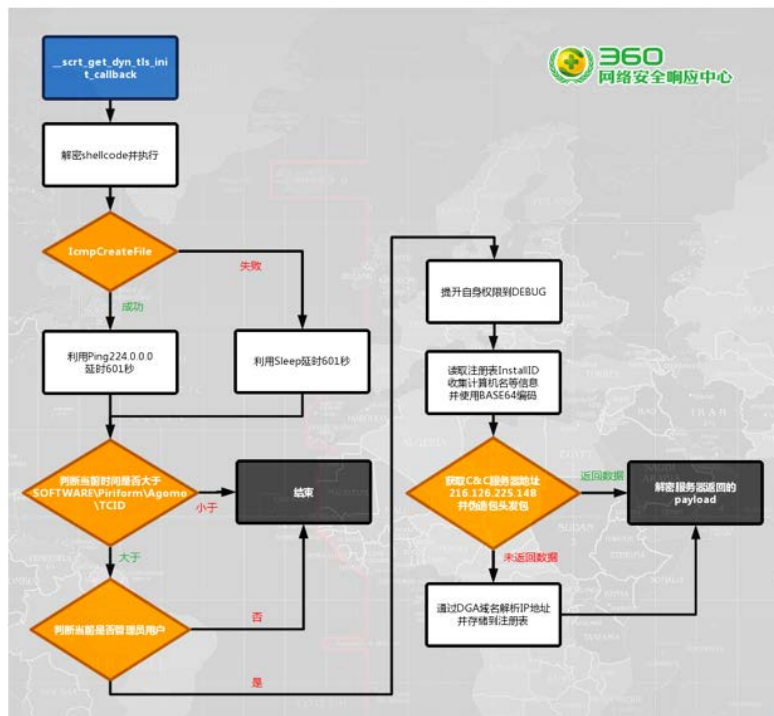 360
网络安全响应中心
__scrt_get_dyn_tls_ini
t_callback
解密shellcode并执行
IcmpCreateFile
失败
成功
利用Ping224.0.0.0
延时601秒
利用Sleep延时601秒
判断当前时间是否大于
SOFTWARE\Piriform\Agomo
\TCID
小于
结束
大于
判断当前是否管理员用户
否
是
提升自身权限到DEBUG
读取注册表InstallID
收集计算机名等信息
并使用BASE64编码
获取C&C服务器地址
216.126.225.148
并伪造包头发包
返回数据
解密服务器返回的
payload
未返回数据
通过DGA域名解析IP地址
并存储到注册表